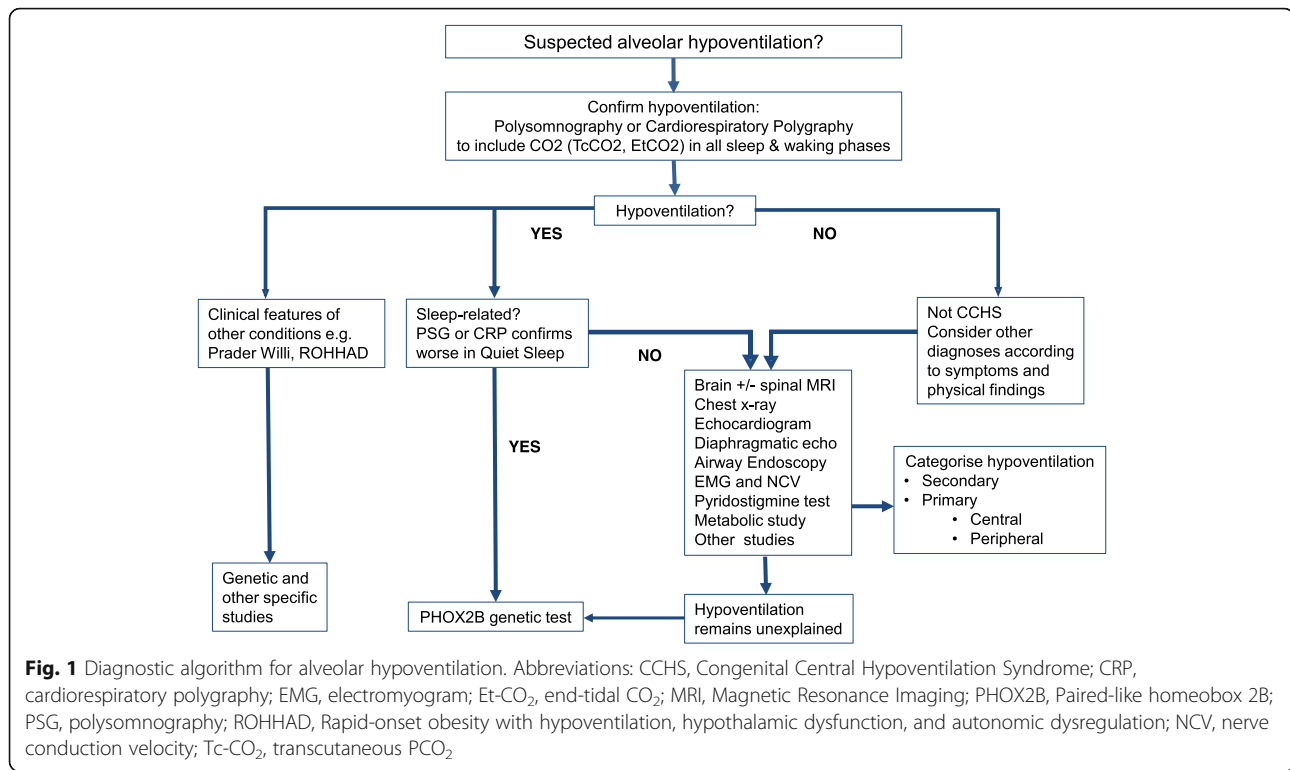 Suspected alveolar hypoventilation?
Confirm hypoventilation:
Polysomnography or Cardiorespiratory Polygraphy
to include CO2 (TcCO2, EtCO2) in all sleep & waking phases
Hypoventilation?
YES
NO
Clinical features of
other conditions e.g.
Prader Willi, ROHHAD
Sleep-related?
PSG or CRP confirms
worse in Quiet Sleep
NO
Not CCHS
Consider other
diagnoses according
to symptoms and
physical findings
YES
Brain +/- spinal MRI
Chest x-ray
Echocardiogram
Diaphragmatic echo
Airway Endoscopy
EMG and NCV
Pyridostigmine test
Metabolic study
Other studies
Categorise hypoventilation
• Secondary
• Primary
• Central
• Peripheral
Genetic and
other specific
studies
PHOX2B genetic test
Hypoventilation
remains unexplained
Fig. 1 Diagnostic algorithm for alveolar hypoventilation. Abbreviations: CCHS, Congenital Central Hypoventilation Syndrome; CRP,
cardiorespiratory polygraphy; EMG, electromyogram; Et-CO₂, end-tidal CO₂; MRI, Magnetic Resonance Imaging; PHOX2B, Paired-like homeobox 2B;
PSG, polysomnography; ROHHAD, Rapid-onset obesity with hypoventilation, hypothalamic dysfunction, and autonomic dysregulation; NCV, nerve
conduction velocity; Tc-CO₂, transcutaneous PCO₂